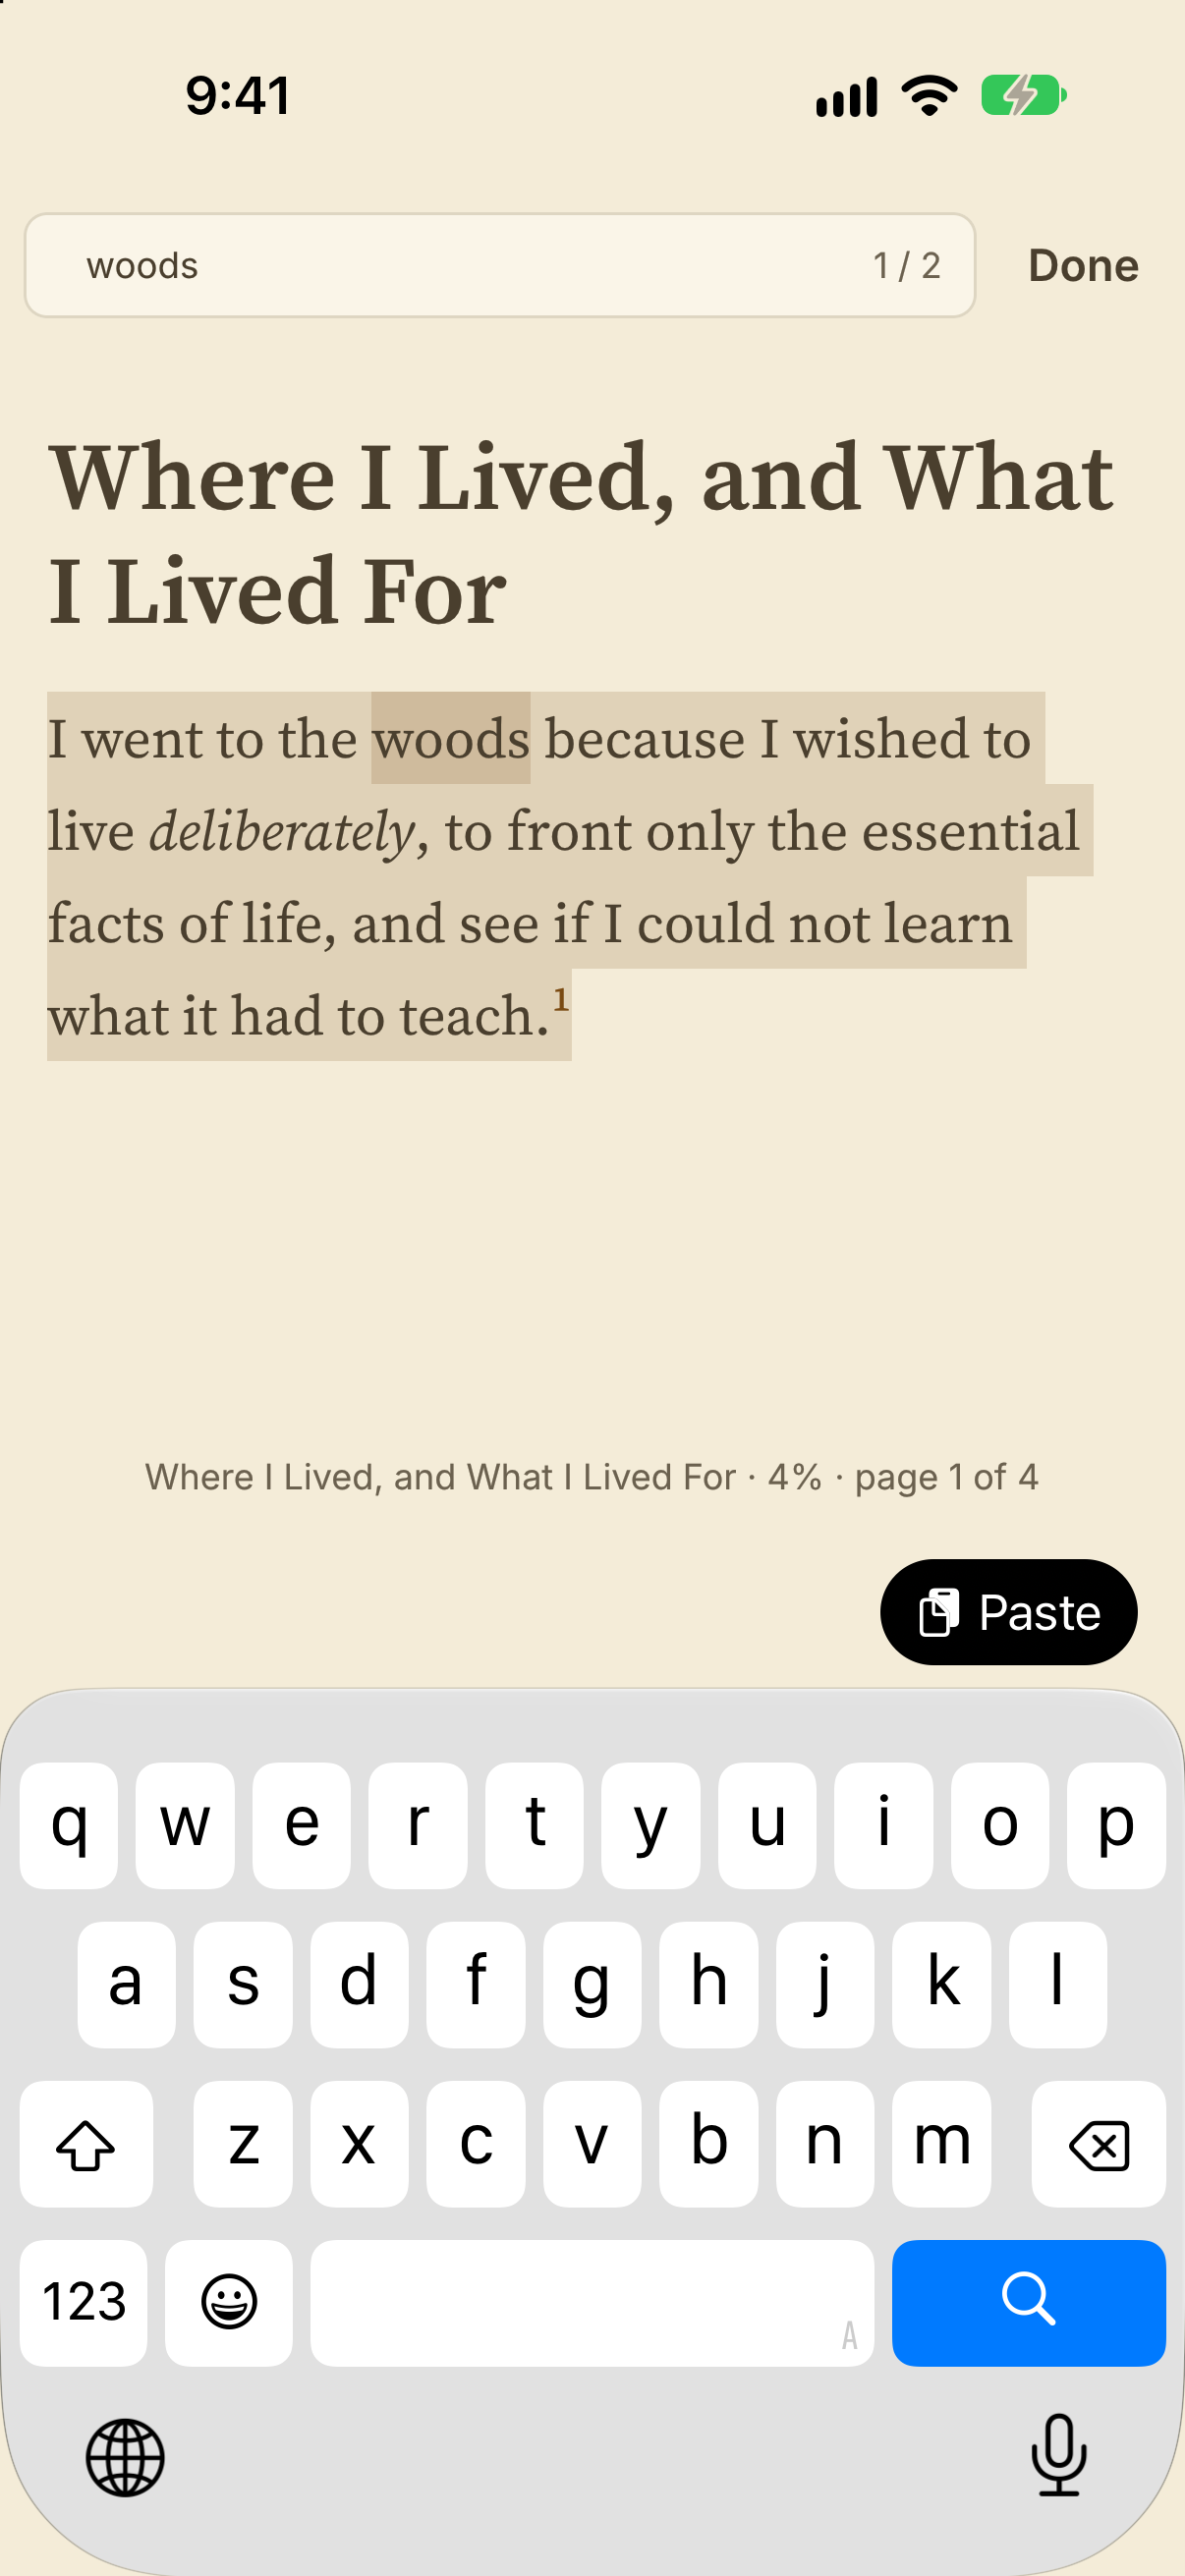 9:41
woods 1 / 2 Done
Where I Lived, and What
I Lived For
I went to the woods because I wished to
live deliberately, to front only the essential
facts of life, and see if I could not learn
what it had to teach.¹
Where I Lived, and What I Lived For · 4% · page 1 of 4
Paste
q w e r t y u i o p
a s d f g h j k l
z x c v b n m
123 A